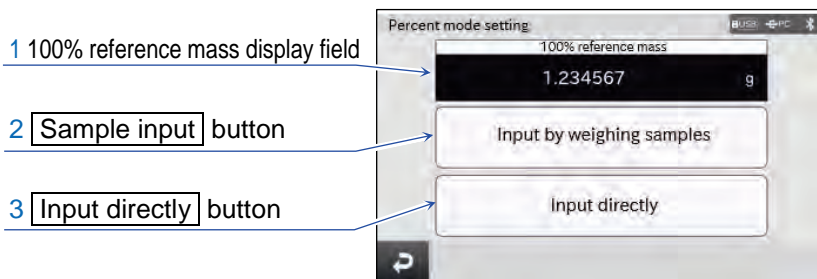 Percent mode setting
USB PC
1 100% reference mass display field
100% reference mass
1.234567 g
2 Sample input button
Input by weighing samples
3 Input directly button
Input directly